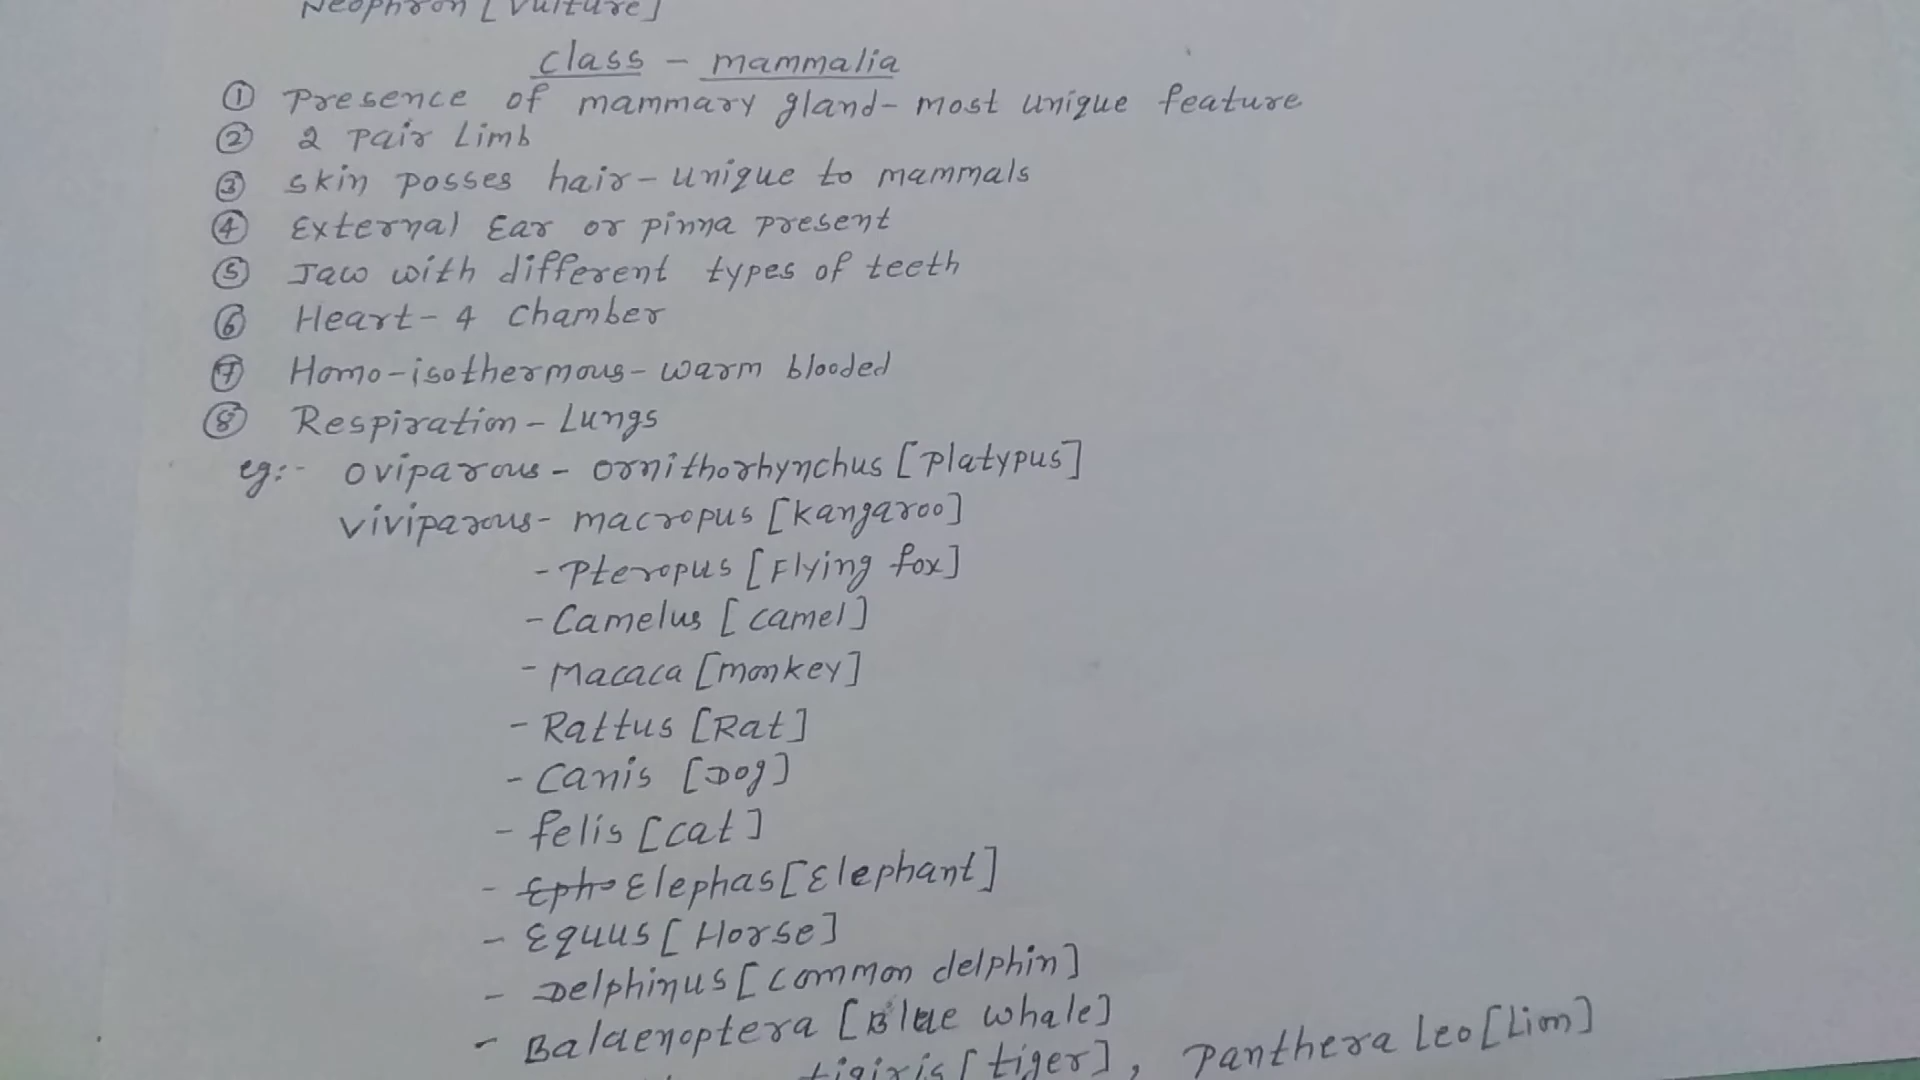 Neophron [Vulture]
class - mammalia
① Presence of mammary gland- most unique feature
② 2 Pair Limb
③ skin posses hair - unique to mammals
④ External Ear or pinna present
⑤ Jaw with different types of teeth
⑥ Heart - 4 chamber
⑦ Homo-isothermous - warm blooded
⑧ Respiration - Lungs
eg:- oviparous - ornithorhynchus [Platypus]
viviparous - macropus [kangaroo]
- Pteropus [Flying fox]
- Camelus [camel]
- Macaca [monkey]
- Rattus [Rat]
- Canis [Dog]
- felis [cat]
- Epho Elephas [Elephant]
- Equus [Horse]
- Delphinus [common delphin]
- Balaenoptera [Blue whale]
tigiris [tiger], Panthera Leo [Lion]